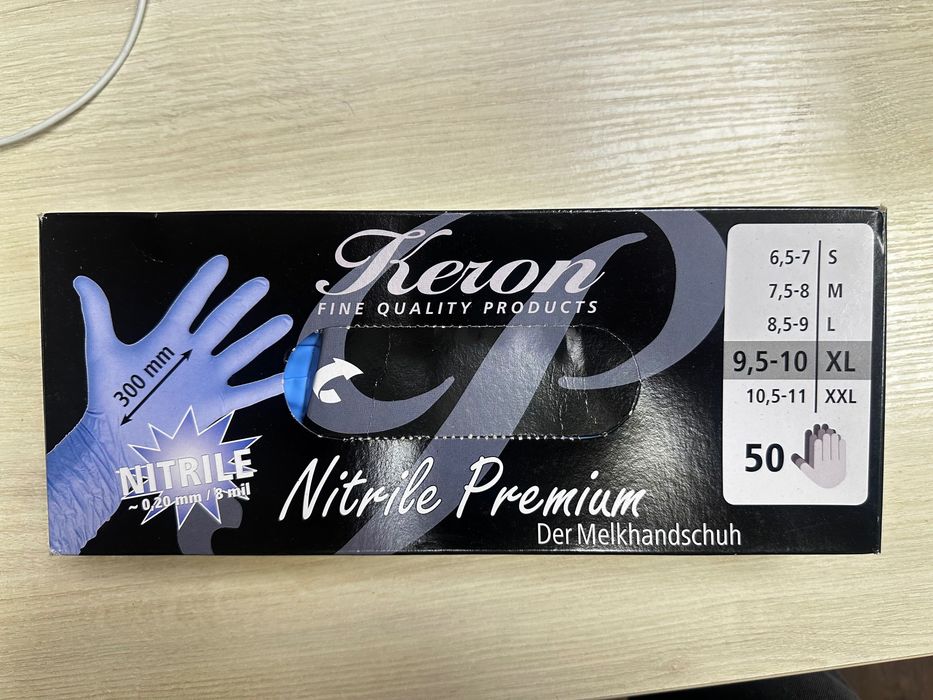 Keron
FINE QUALITY PRODUCTS
300 mm
NITRILE
~ 0,20 mm / 8 mil
Nitrile Premium
Der Melkhandschuh
6,5-7 S
7,5-8 M
8,5-9 L
9,5-10 XL
10,5-11 XXL
50